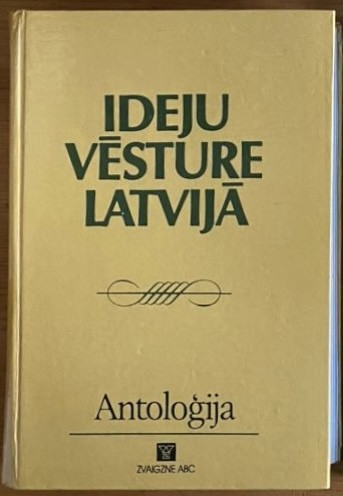 IDEJU
VĒSTURE
LATVIJĀ
Antoloģija
ZVAIGZNE ABC